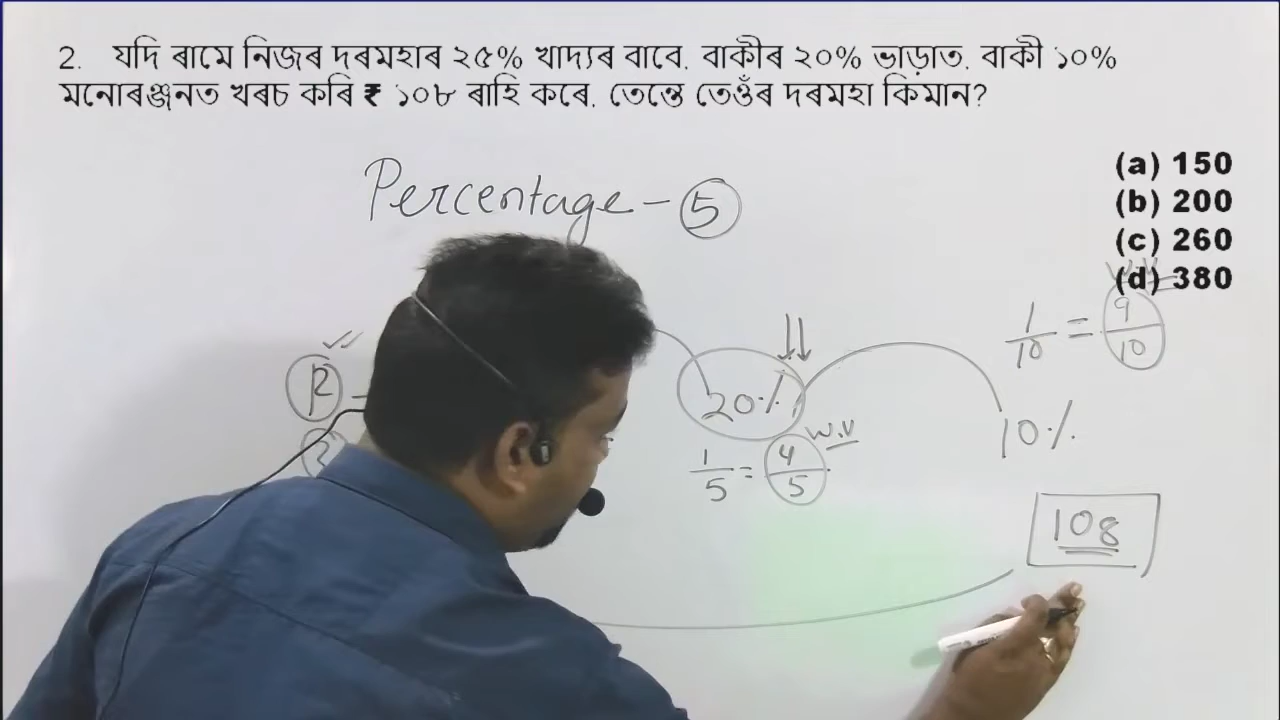 2. যদি ৰামে নিজৰ দৰমহাৰ ২৫% খাদ্যৰ বাবে. বাকীৰ ২০% ভাড়াত. বাকী ১০%
মনোৰঞ্জনত খৰচ কৰি ₹ ১০৮ ৰাহি কৰে. তেন্তে তেওঁৰ দৰমহা কিমান?
(a) 150
(b) 200
(c) 260
(d) 380
Percentage - 5
1/10 = 9/10
20%
W.V
10%
1/5 = 4/5
108